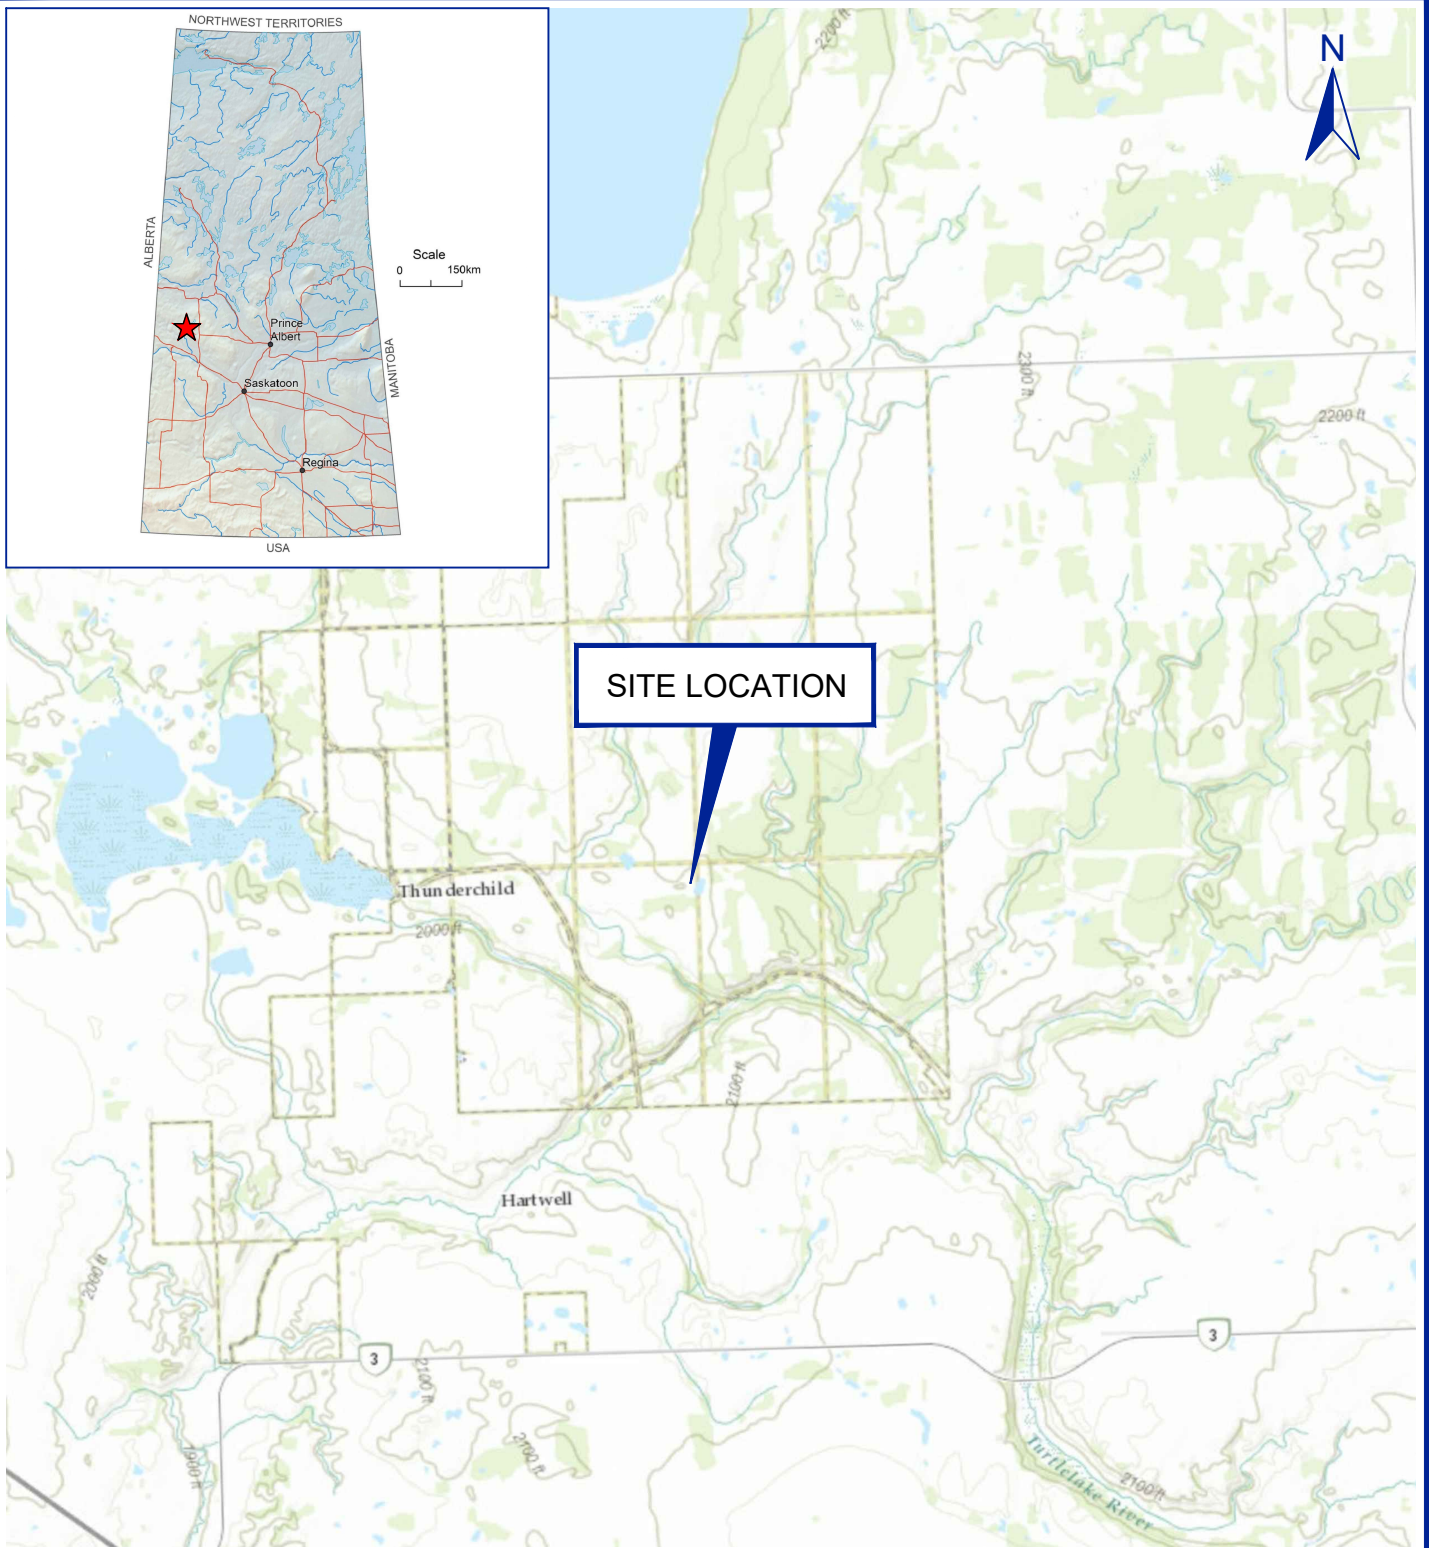 NORTHWEST TERRITORIES
ALBERTA
Scale
0 150km
Prince
Albert
MANITOBA
Saskatoon
Regina
USA
N
2200 ft
2300 ft
2200 ft
SITE LOCATION
Thunderchild
2000 ft
2100 ft
Hartwell
2000 ft
3
3
2100 ft
1900 ft
2100 ft
2100 ft
Turtlelake River